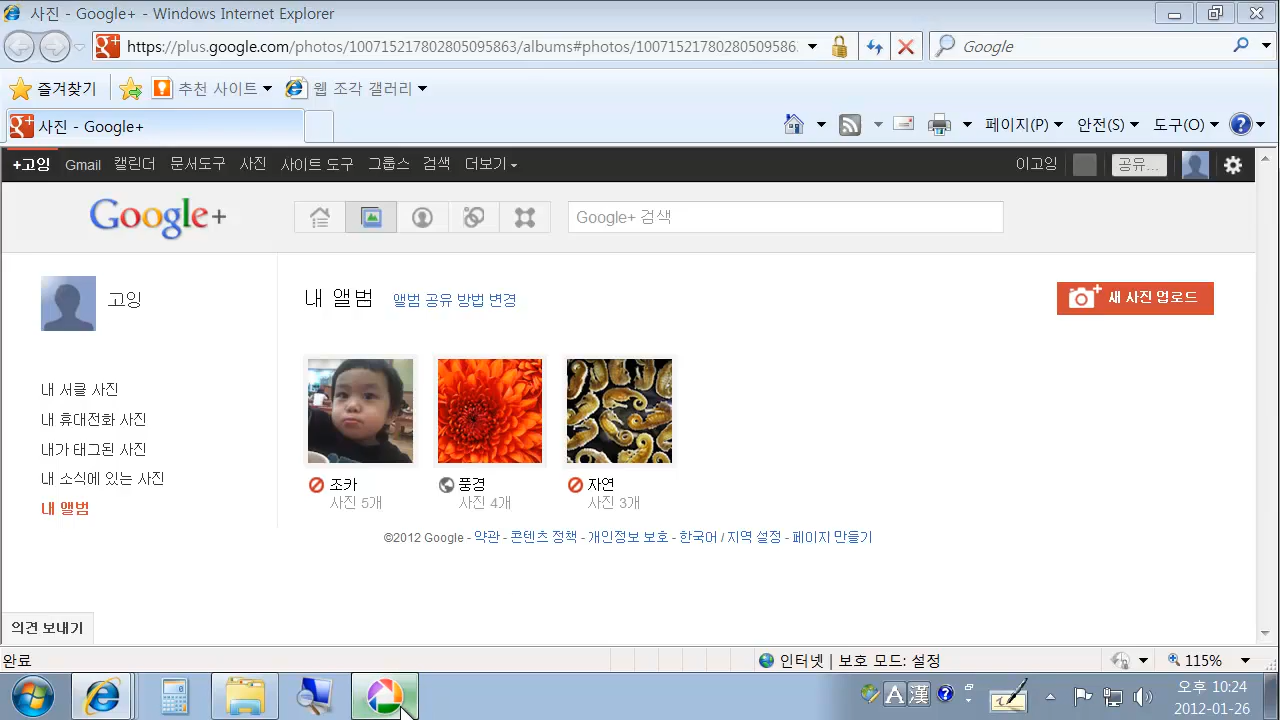 사진 - Google+ - Windows Internet Explorer
https://plus.google.com/photos/100715217802805095863/albums#photos/10071521780280509586.
Google
즐겨찾기 추천 사이트 웹 조각 갤러리
사진 - Google+
페이지(P) 안전(S) 도구(O)
+고잉 Gmail 캘린더 문서도구 사진 사이트 도구 그룹스 검색 더보기
이고잉 공유...
Google+
Google+ 검색
고잉
내 앨범 앨범 공유 방법 변경
새 사진 업로드
내 서클 사진
내 휴대전화 사진
내가 태그된 사진
내 소식에 있는 사진
내 앨범
조카
사진 5개
풍경
사진 4개
자연
사진 3개
©2012 Google - 약관 - 콘텐츠 정책 - 개인정보 보호 - 한국어 / 지역 설정 - 페이지 만들기
의견 보내기
완료
인터넷 | 보호 모드: 설정
115%
A 漢
오후 10:24
2012-01-26